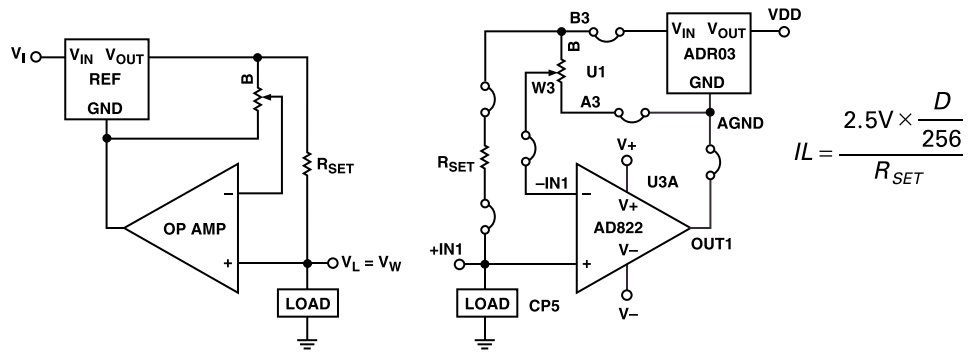 V_I
V_IN V_OUT
REF
GND
B
R_SET
−
OP AMP
+
V_L = V_W
LOAD
B3
B
U1
W3
A3
V_IN V_OUT
ADR03
GND
VDD
AGND
R_SET
−IN1
V+
V+
U3A
−
AD822
V−
+
OUT1
V−
+IN1
LOAD
CP5
IL = 2.5V × D/256 / R_SET